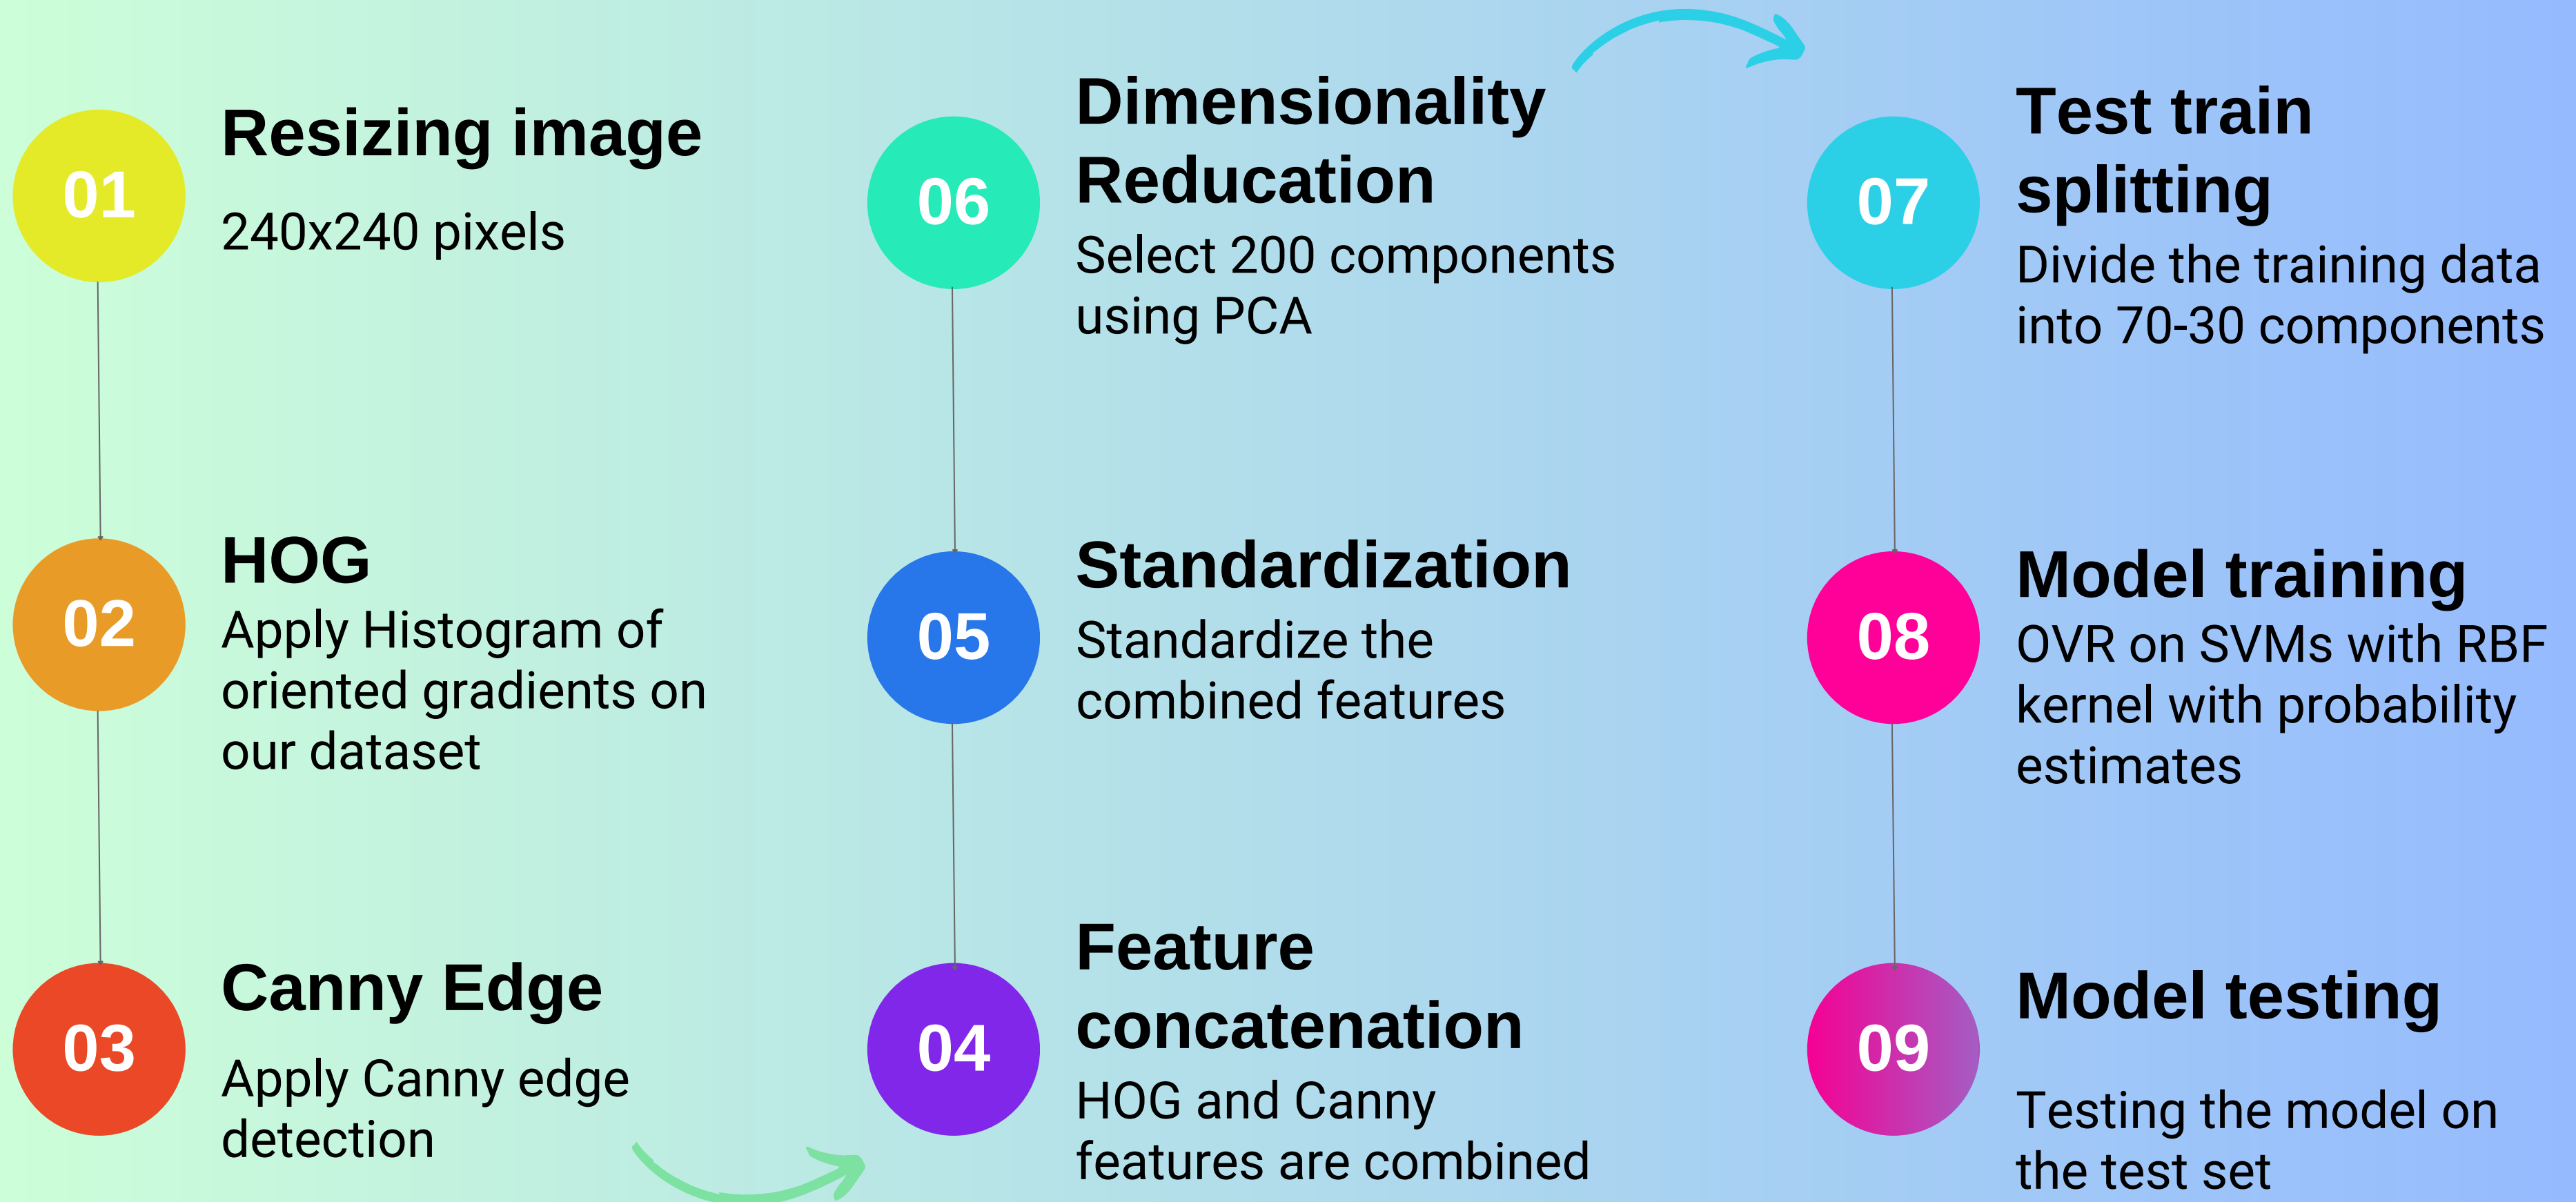 01
Resizing image
240x240 pixels
02
HOG
Apply Histogram of
oriented gradients on
our dataset
03
Canny Edge
Apply Canny edge
detection
04
Feature
concatenation
HOG and Canny
features are combined
05
Standardization
Standardize the
combined features
06
Dimensionality
Reducation
Select 200 components
using PCA
07
Test train
splitting
Divide the training data
into 70-30 components
08
Model training
OVR on SVMs with RBF
kernel with probability
estimates
09
Model testing
Testing the model on
the test set